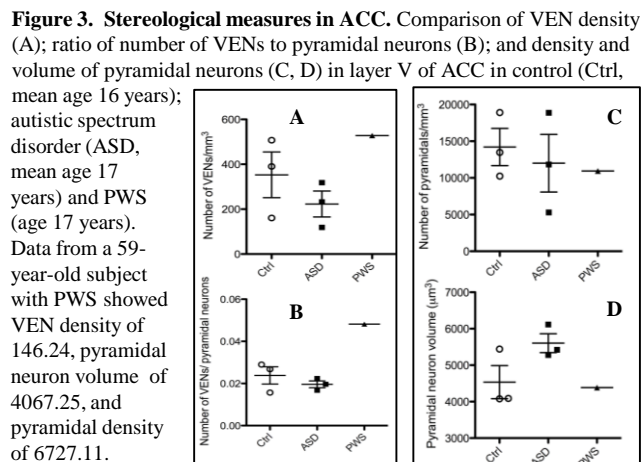 Figure 3. Stereological measures in ACC. Comparison of VEN density
(A); ratio of number of VENs to pyramidal neurons (B); and density and
volume of pyramidal neurons (C, D) in layer V of ACC in control (Ctrl,
mean age 16 years);
autistic spectrum
disorder (ASD,
mean age 17
years) and PWS
(age 17 years).
Data from a 59-
year-old subject
with PWS showed
VEN density of
146.24, pyramidal
neuron volume of
4067.25, and
pyramidal density
of 6727.11.
A
Number of VENs/mm³
600
400
200
0
Ctrl
ASD
PWS
B
Number of VENs/ pyramidal neurons
0.06
0.04
0.02
0.00
Ctrl
ASD
PWS
C
Number of pyramidals/mm³
20000
15000
10000
5000
0
Ctrl
ASD
PWS
D
Pyramidal neuron volume (µm³)
7000
6000
5000
4000
3000
Ctrl
ASD
PWS